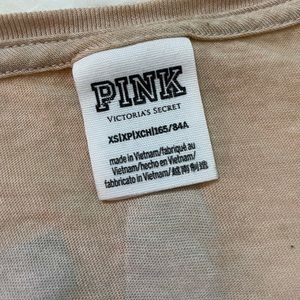 PINK
VICTORIA'S SECRET
XS|XP|XCH|165/84A
made in Vietnam/fabriqué au
Vietnam/hecho en Vietnam/
fabbricato in Vietnam/越南制造